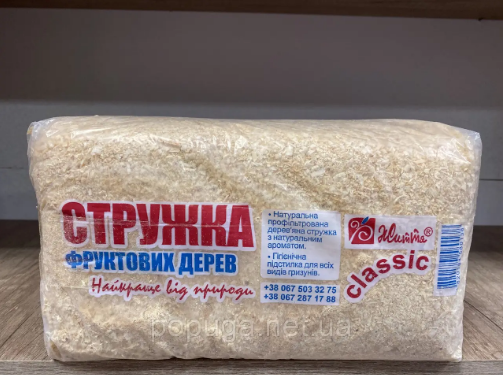 СТРУЖКА
ФРУКТОВИХ ДЕРЕВ
Найкраще від природи
• Натуральна
профільтрована
дерев'яна стружка
з натуральним
ароматом.
• Гігієнічна
підстилка для всіх
видів гризунів.
+38 067 503 32 75
+38 067 287 17 88
Життя®
classic
popuga.net.ua